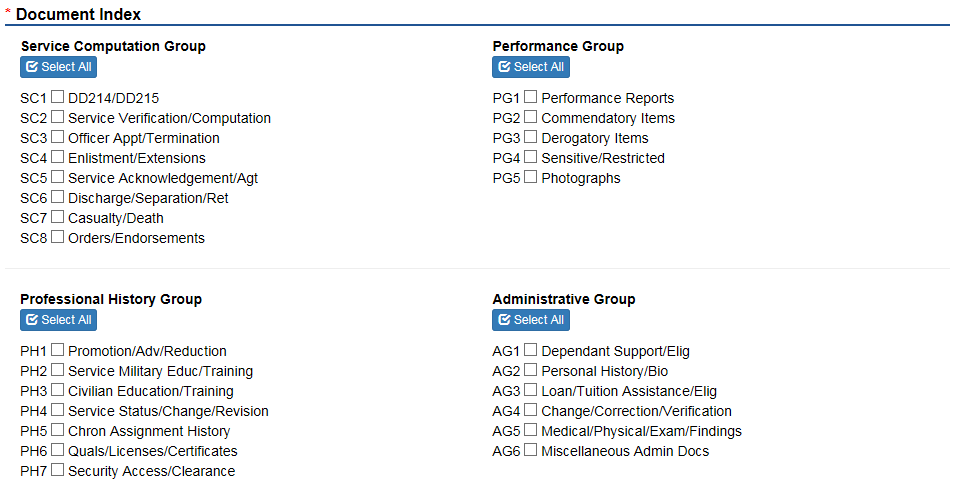 * Document Index
Service Computation Group
Select All
SC1 DD214/DD215
SC2 Service Verification/Computation
SC3 Officer Appt/Termination
SC4 Enlistment/Extensions
SC5 Service Acknowledgement/Agt
SC6 Discharge/Separation/Ret
SC7 Casualty/Death
SC8 Orders/Endorsements
Performance Group
Select All
PG1 Performance Reports
PG2 Commendatory Items
PG3 Derogatory Items
PG4 Sensitive/Restricted
PG5 Photographs
Professional History Group
Select All
PH1 Promotion/Adv/Reduction
PH2 Service Military Educ/Training
PH3 Civilian Education/Training
PH4 Service Status/Change/Revision
PH5 Chron Assignment History
PH6 Quals/Licenses/Certificates
PH7 Security Access/Clearance
Administrative Group
Select All
AG1 Dependant Support/Elig
AG2 Personal History/Bio
AG3 Loan/Tuition Assistance/Elig
AG4 Change/Correction/Verification
AG5 Medical/Physical/Exam/Findings
AG6 Miscellaneous Admin Docs